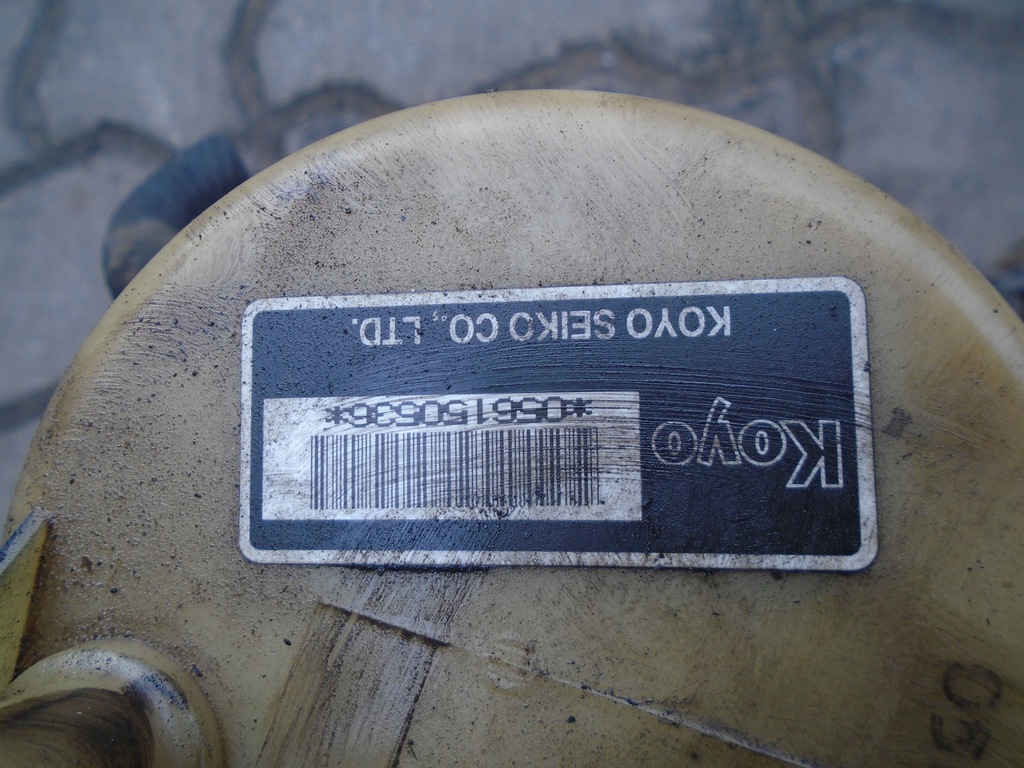 Koyo
*056150536*
KOYO SEIKO CO., LTD.